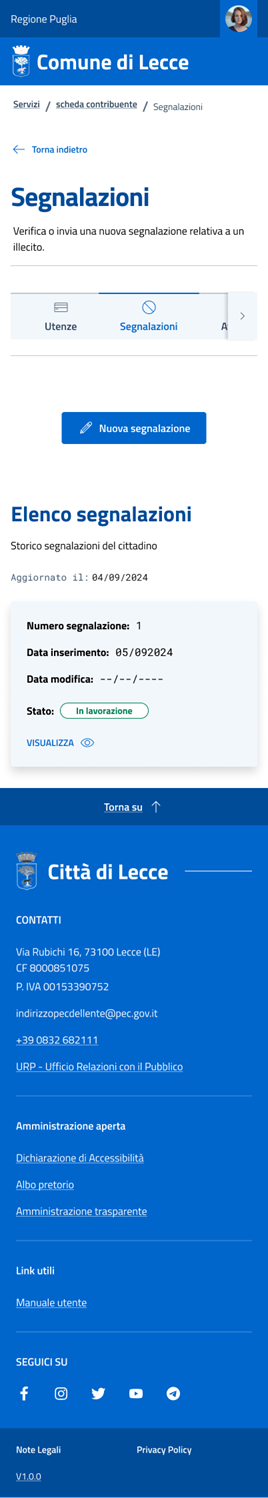 Regione Puglia
Comune di Lecce
Servizi / scheda contribuente / Segnalazioni
Torna indietro
Segnalazioni
Verifica o invia una nuova segnalazione relativa a un
illecito.
Utenze Segnalazioni A
Nuova segnalazione
Elenco segnalazioni
Storico segnalazioni del cittadino
Aggiornato il: 04/09/2024
Numero segnalazione: 1
Data inserimento: 05/092024
Data modifica: --/--/----
Stato: In lavorazione
VISUALIZZA
Torna su
Città di Lecce
CONTATTI
Via Rubichi 16, 73100 Lecce (LE)
CF 8000851075
P. IVA 00153390752
indirizzopecdellente@pec.gov.it
+39 0832 682111
URP - Ufficio Relazioni con il Pubblico
Amministrazione aperta
Dichiarazione di Accessibilità
Albo pretorio
Amministrazione trasparente
Link utili
Manuale utente
SEGUICI SU
Note Legali Privacy Policy
V1.0.0